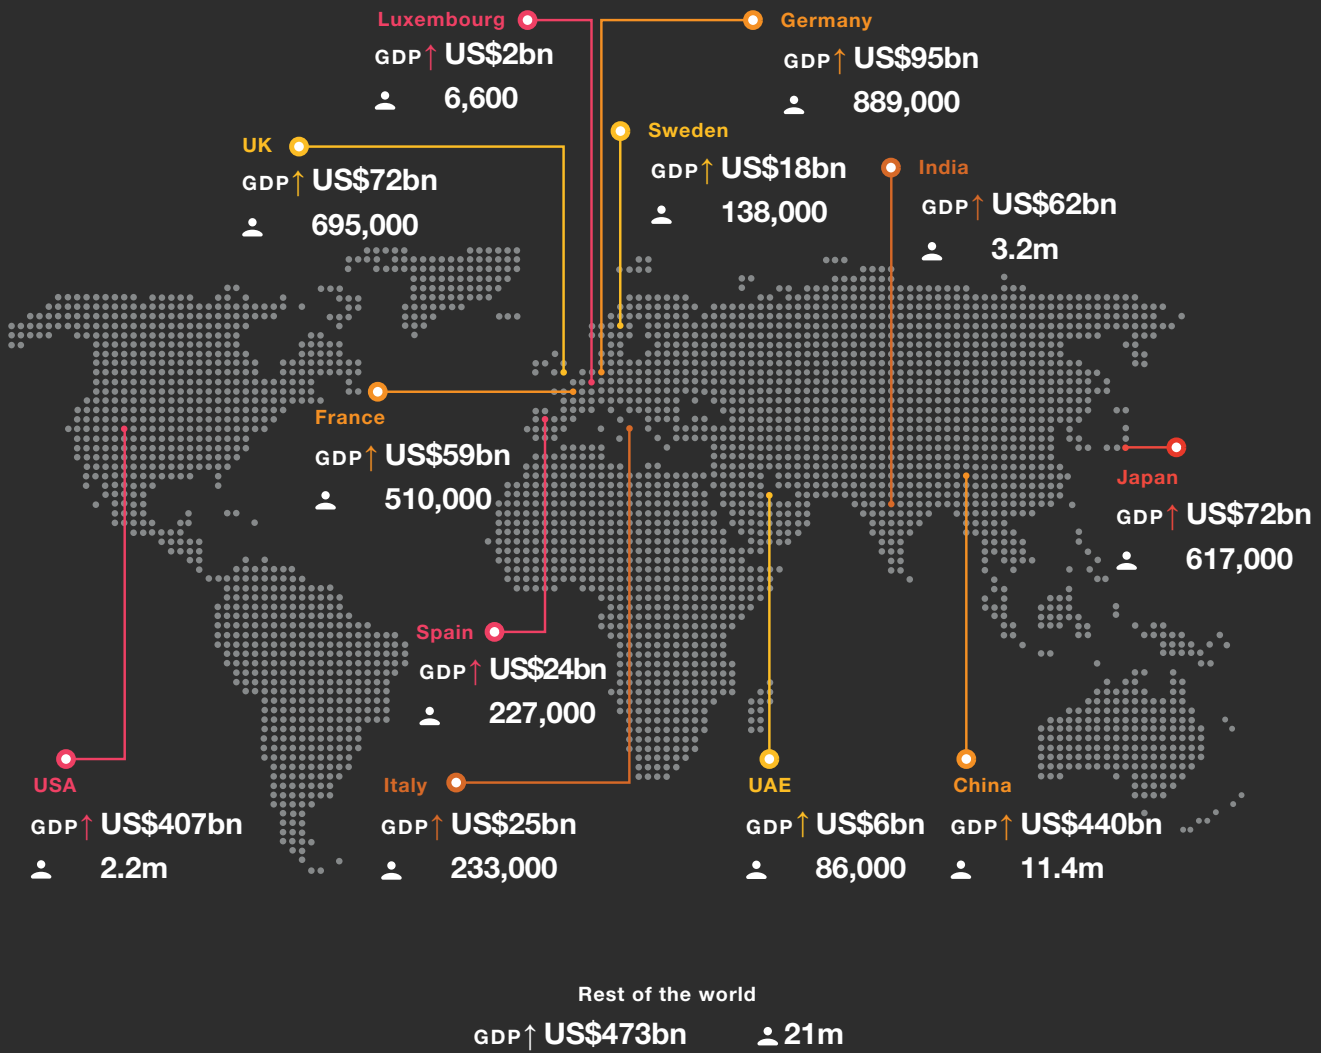 Luxembourg
GDP↑ US$2bn
6,600
Germany
GDP↑ US$95bn
889,000
UK
GDP↑ US$72bn
695,000
Sweden
GDP↑ US$18bn
138,000
India
GDP↑ US$62bn
3.2m
France
GDP↑ US$59bn
510,000
Japan
GDP↑ US$72bn
617,000
Spain
GDP↑ US$24bn
227,000
USA
GDP↑ US$407bn
2.2m
Italy
GDP↑ US$25bn
233,000
UAE
GDP↑ US$6bn
86,000
China
GDP↑ US$440bn
11.4m
Rest of the world
GDP↑ US$473bn 21m